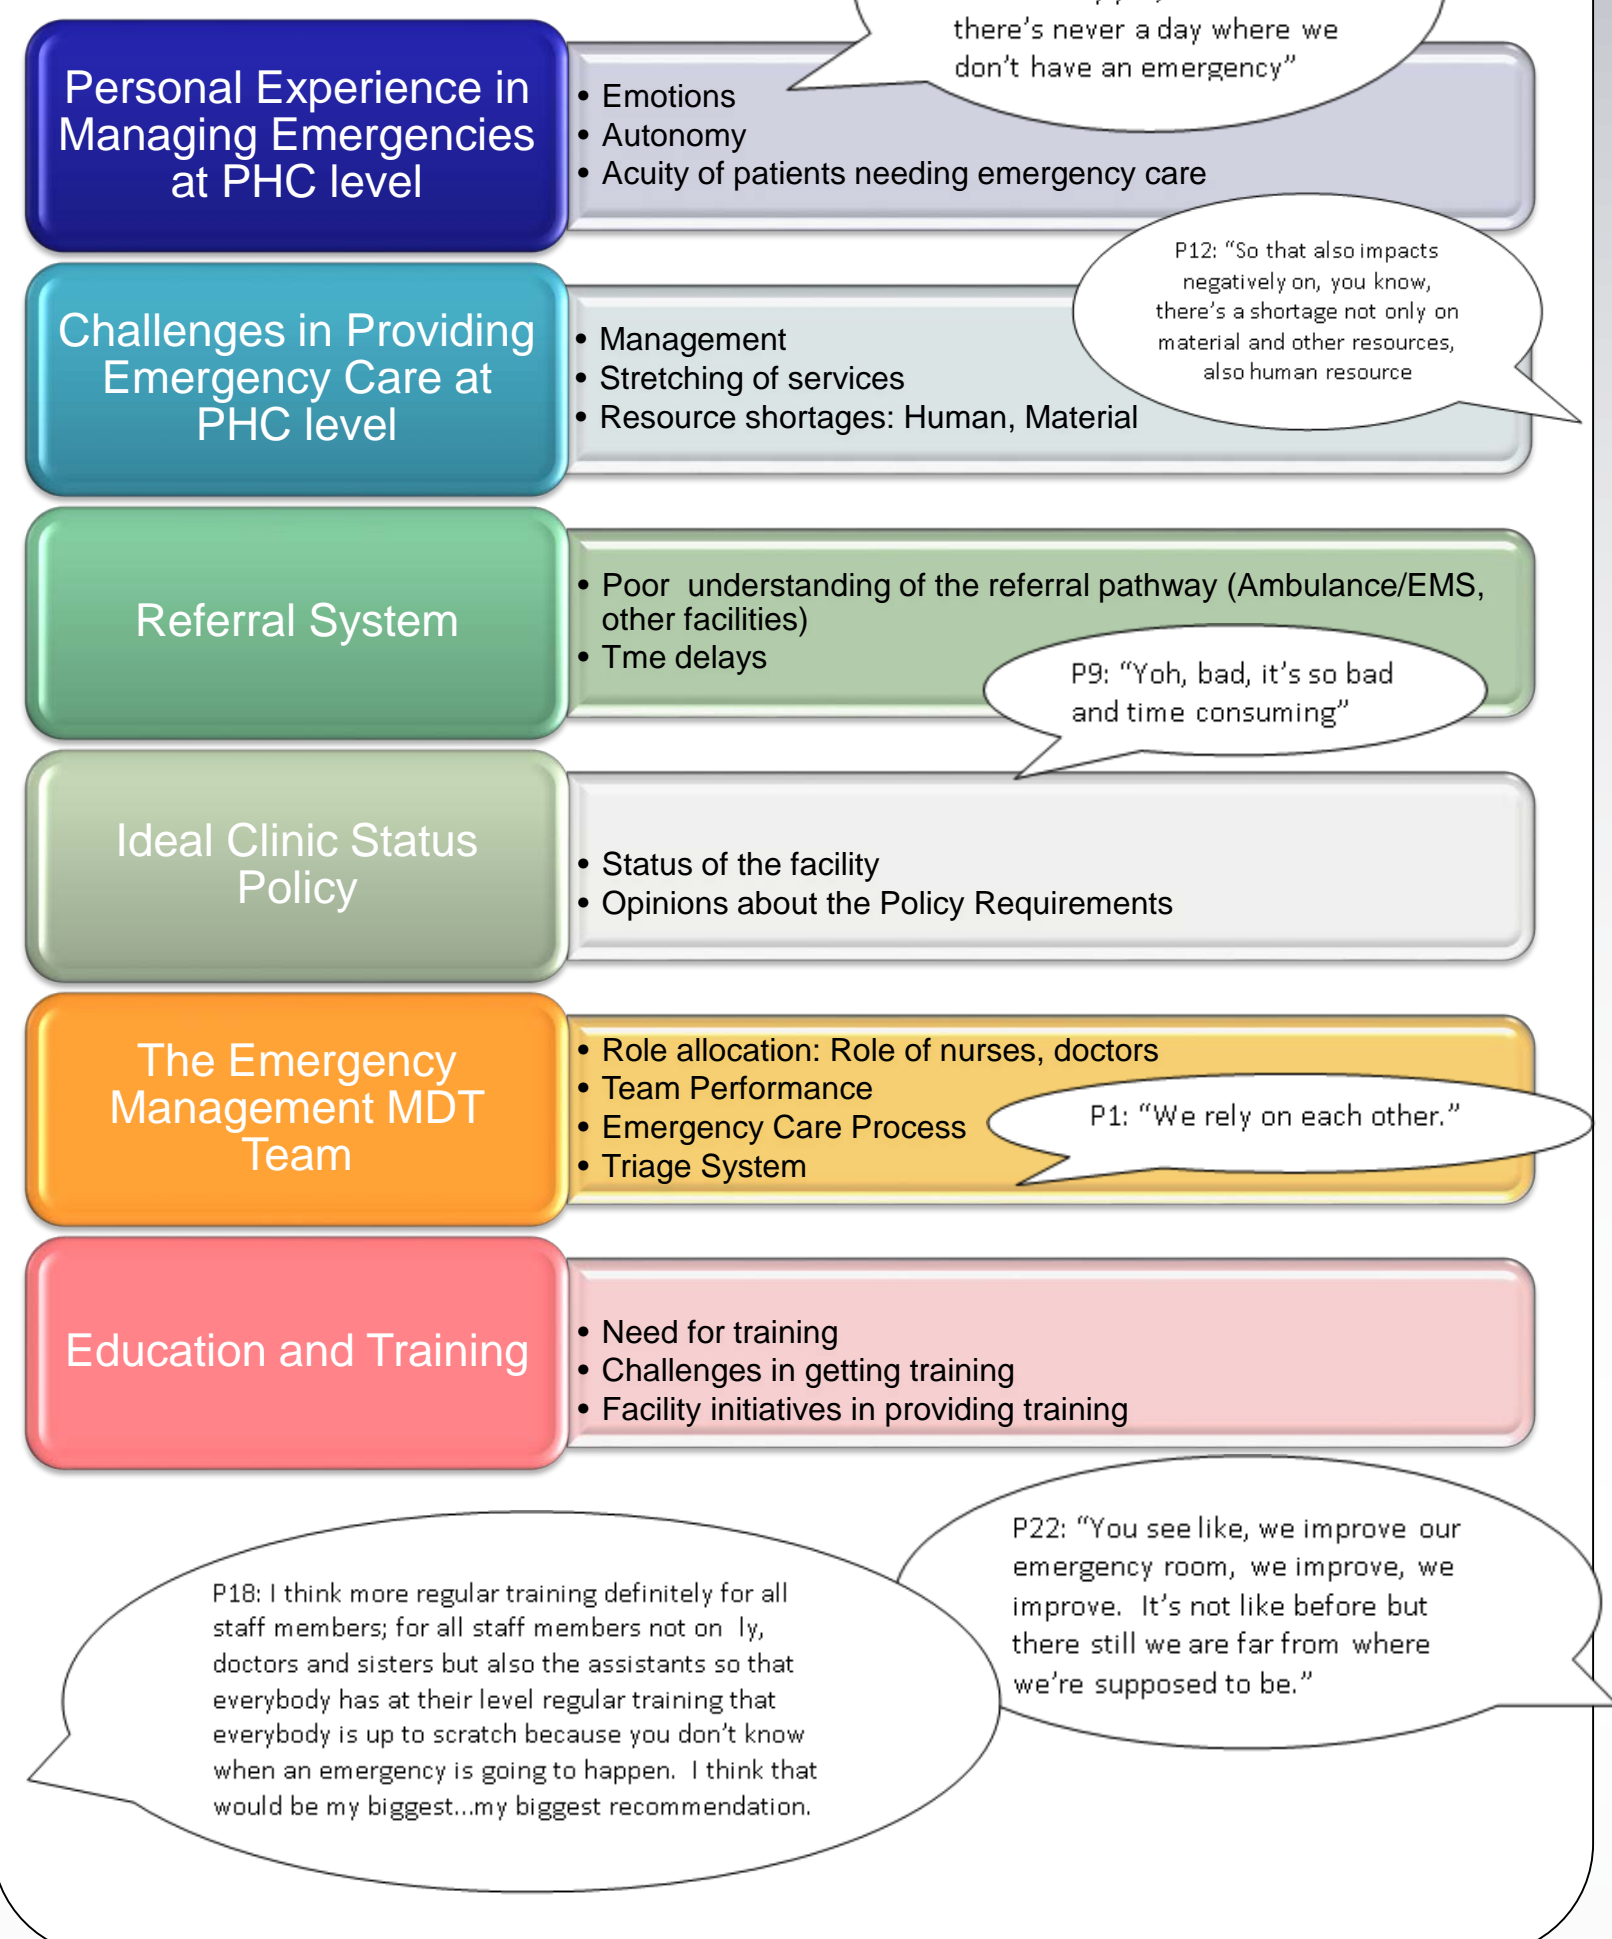 there's never a day where we
don't have an emergency"
Personal Experience in
Managing Emergencies
at PHC level
• Emotions
• Autonomy
• Acuity of patients needing emergency care
P12: "So that also impacts
negatively on, you know,
there's a shortage not only on
material and other resources,
also human resource
Challenges in Providing
Emergency Care at
PHC level
• Management
• Stretching of services
• Resource shortages: Human, Material
Referral System
• Poor  understanding of the referral pathway (Ambulance/EMS,
other facilities)
• Tme delays
P9: "Yoh, bad, it's so bad
and time consuming"
Ideal Clinic Status
Policy
• Status of the facility
• Opinions about the Policy Requirements
The Emergency
Management MDT
Team
• Role allocation: Role of nurses, doctors
• Team Performance
• Emergency Care Process
• Triage System
P1: "We rely on each other."
Education and Training
• Need for training
• Challenges in getting training
• Facility initiatives in providing training
P22: "You see like, we improve our
emergency room, we improve, we
improve. It's not like before but
there still we are far from where
we're supposed to be."
P18: I think more regular training definitely for all
staff members; for all staff members not on ly,
doctors and sisters but also the assistants so that
everybody has at their level regular training that
everybody is up to scratch because you don't know
when an emergency is going to happen. I think that
would be my biggest...my biggest recommendation.